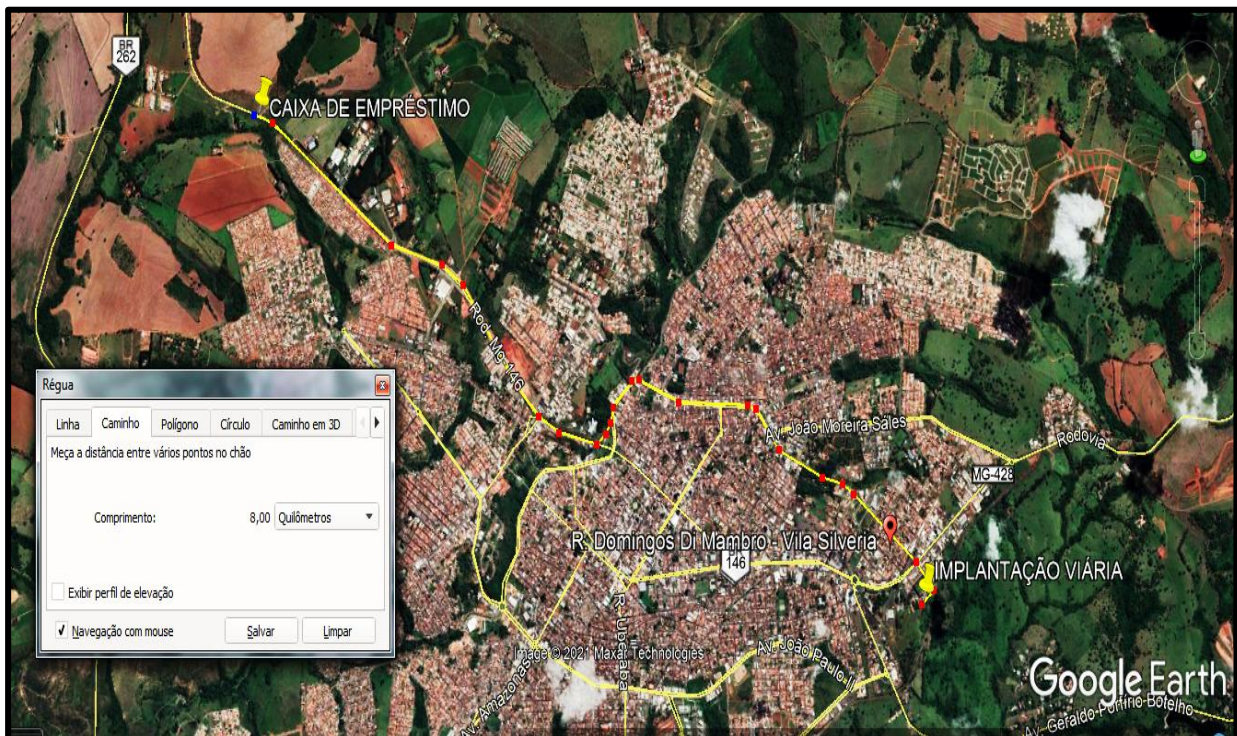 BR
262
CAIXA DE EMPRÉSTIMO
Rod. Mg-146
Régua
Linha Caminho Polígono Círculo Caminho em 3D
Meça a distância entre vários pontos no chão
Comprimento: 8,00 Quilômetros
Exibir perfil de elevação
Navegação com mouse Salvar Limpar
Av. João Moreira Sáles
Rodovia
MG-428
R. Domingos Di Mambro - Vila Silveria
146
IMPLANTAÇÃO VIÁRIA
R. Uberaba
Image © 2021 Maxar Technologies
Av. João Paulo II
Av. Amazonas
Google Earth
Av. Geraldo Porfírio Botelho